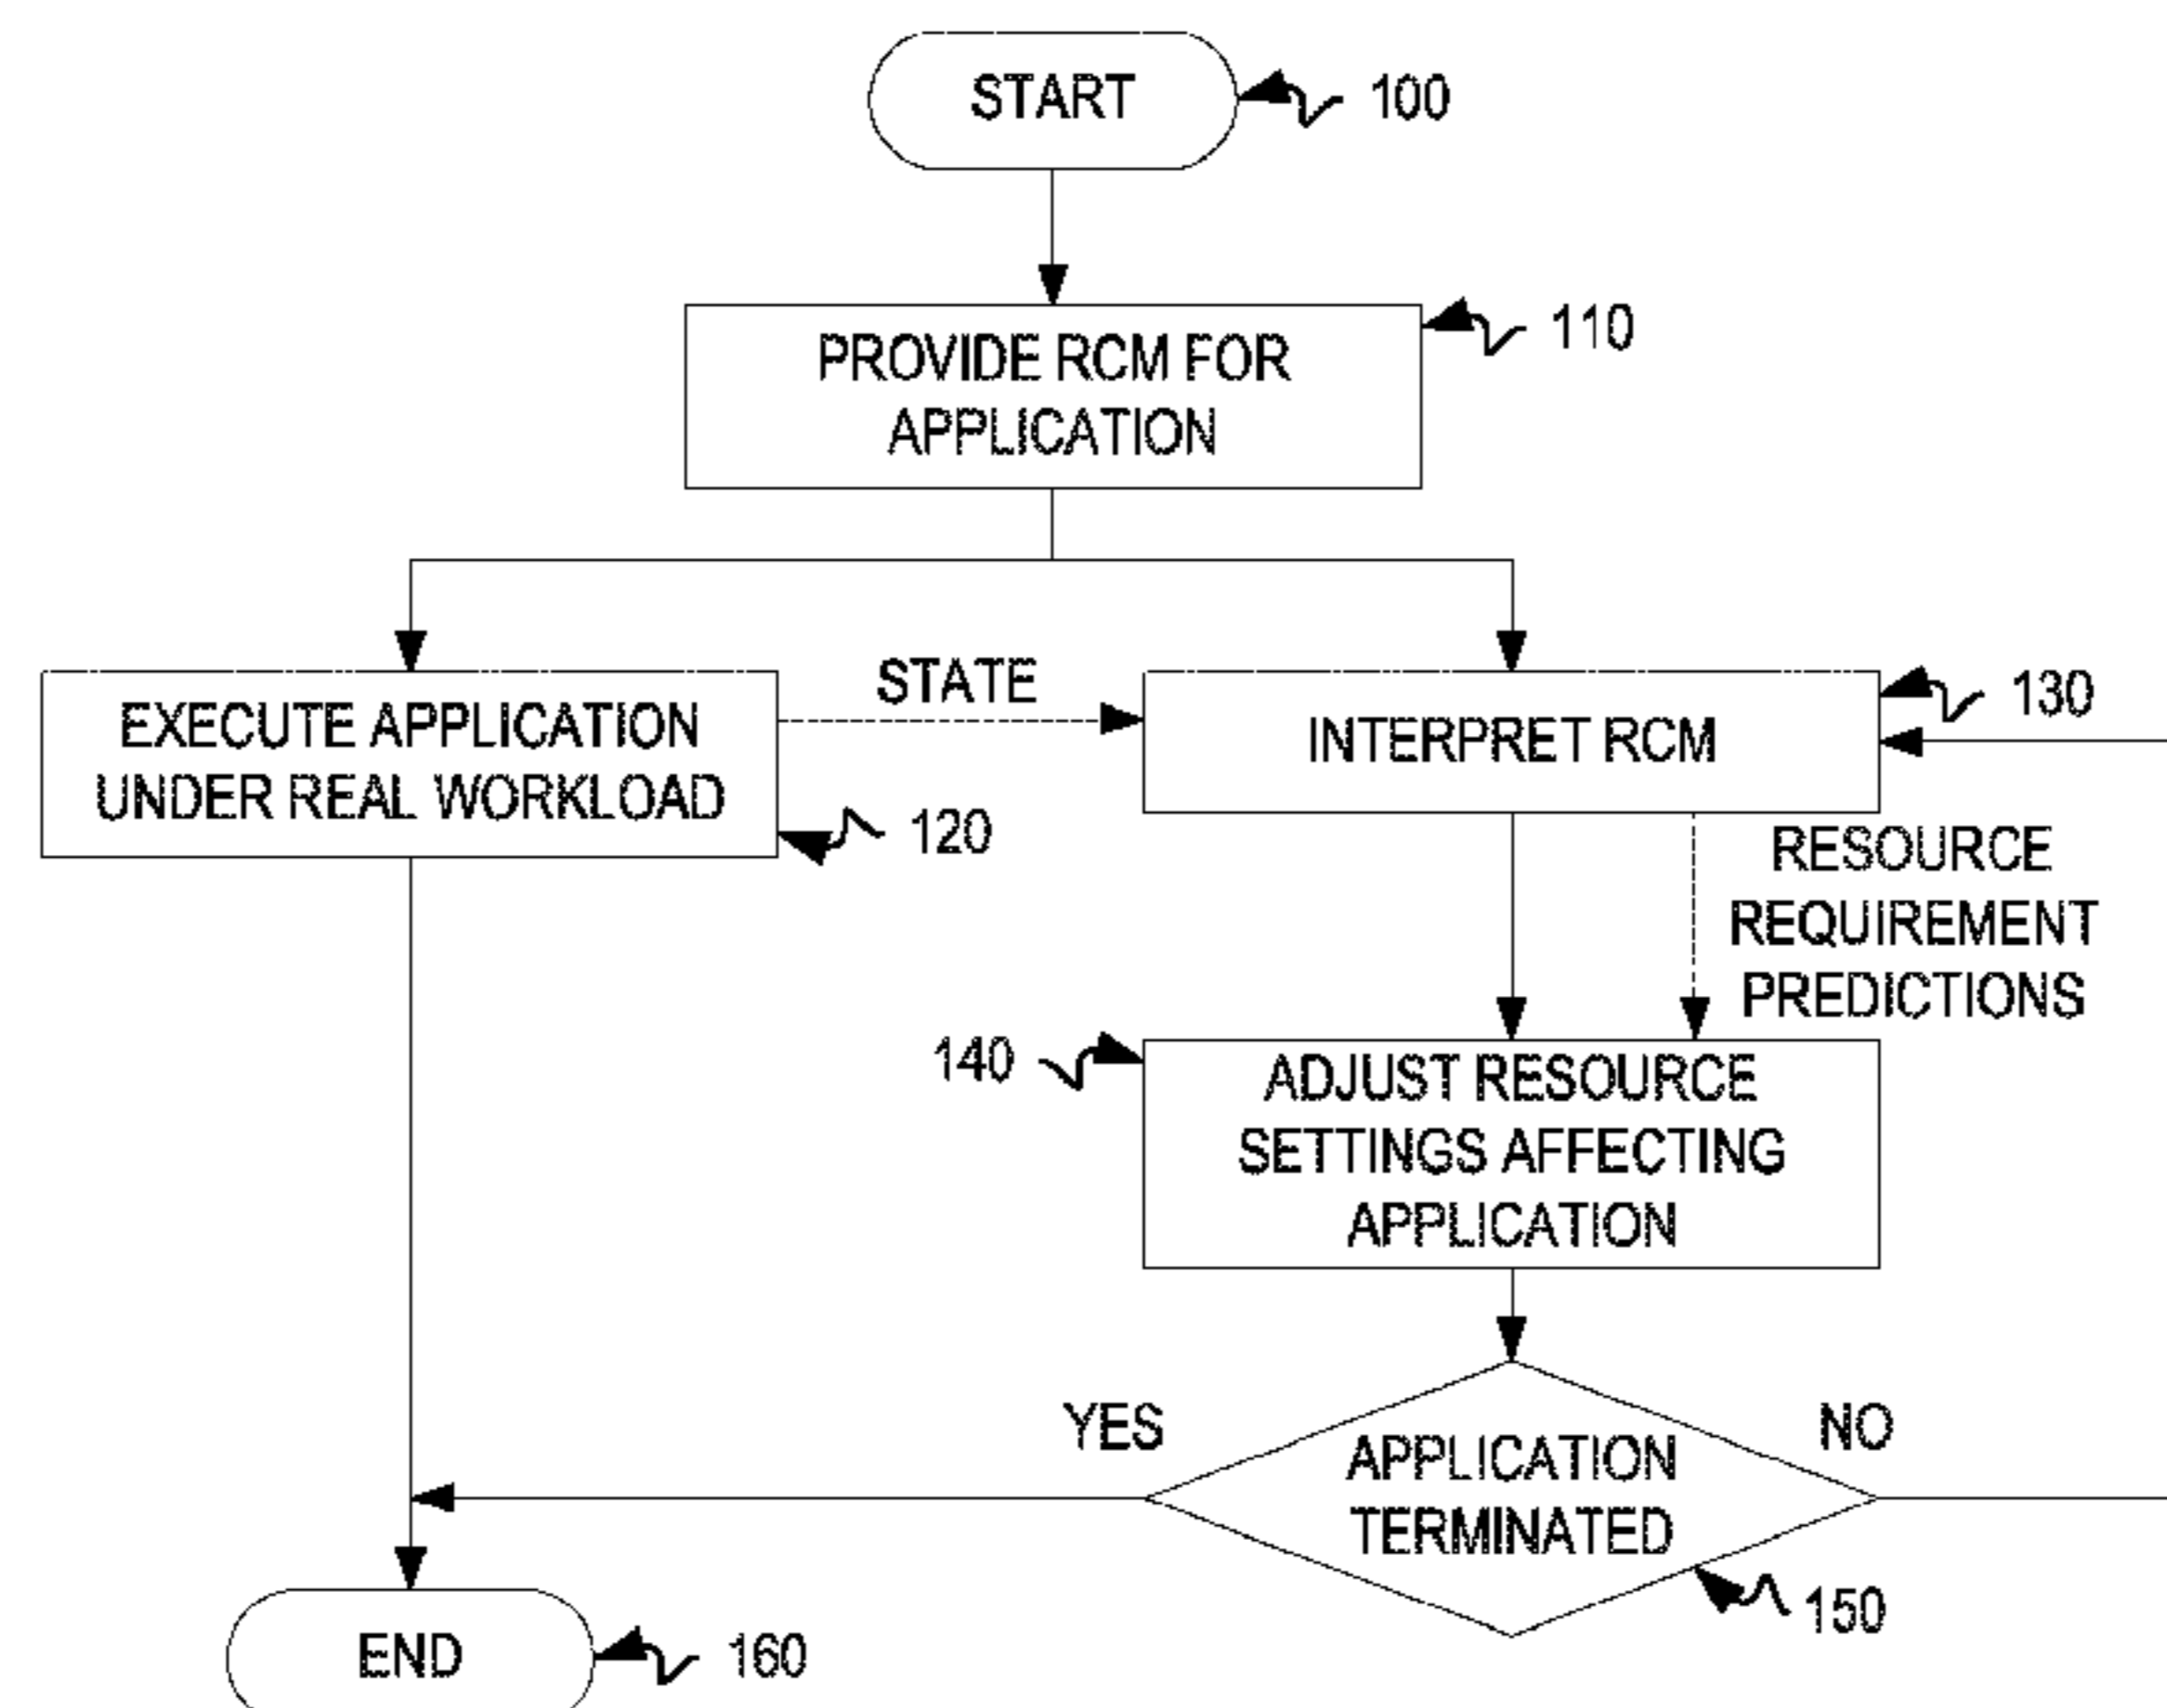 START
100
PROVIDE RCM FOR
APPLICATION
110
EXECUTE APPLICATION
UNDER REAL WORKLOAD
120
STATE
INTERPRET RCM
130
RESOURCE
REQUIREMENT
PREDICTIONS
140
ADJUST RESOURCE
SETTINGS AFFECTING
APPLICATION
YES
NO
APPLICATION
TERMINATED
150
END
160